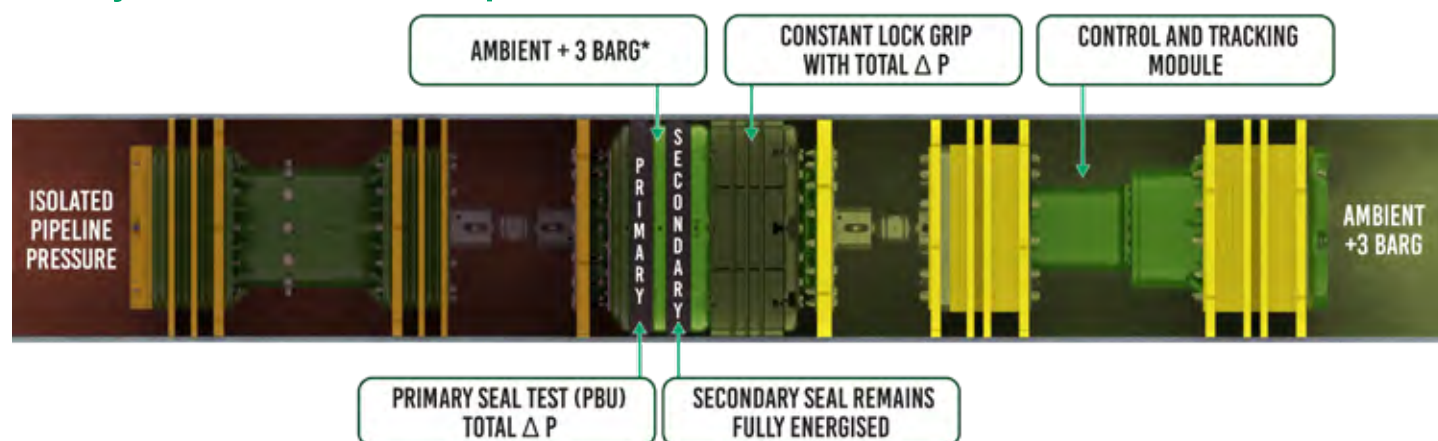 AMBIENT + 3 BARG*
CONSTANT LOCK GRIP
WITH TOTAL Δ P
CONTROL AND TRACKING
MODULE
ISOLATED
PIPELINE
PRESSURE
PRIMARY
SECONDARY
AMBIENT
+3 BARG
PRIMARY SEAL TEST (PBU)
TOTAL Δ P
SECONDARY SEAL REMAINS
FULLY ENERGISED